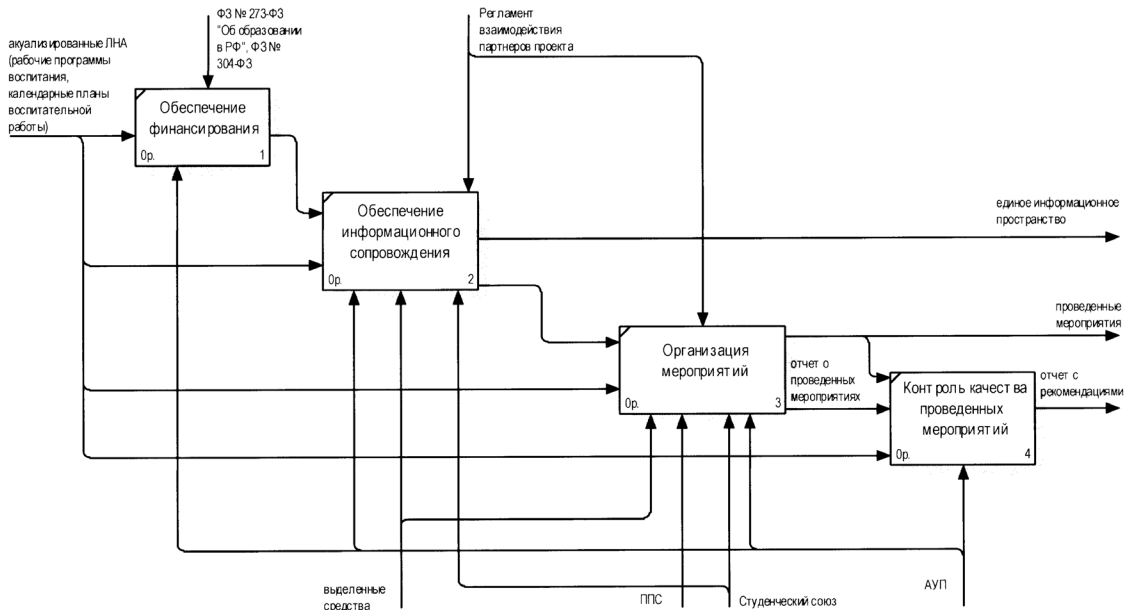 ФЗ № 273-ФЗ
"Об образовании
в РФ", ФЗ №
304-ФЗ
Регламент
взаимодействия
партнеров проекта
акуализированные ЛНА
(рабочие программы
воспитания,
календарные планы
воспитательной
работы)
Обеспечение
финансирования
0р.
1
Обеспечение
информационного
сопровождения
0р.
2
единое информационное
пространство
Организация
мероприятий
0р.
3
проведенные
мероприятия
отчет о
проведенных
мероприятиях
Контроль качества
проведенных
мероприятий
0р.
4
отчет с
рекомендациями
выделенные
средства
ППС
Студенческий союз
АУП